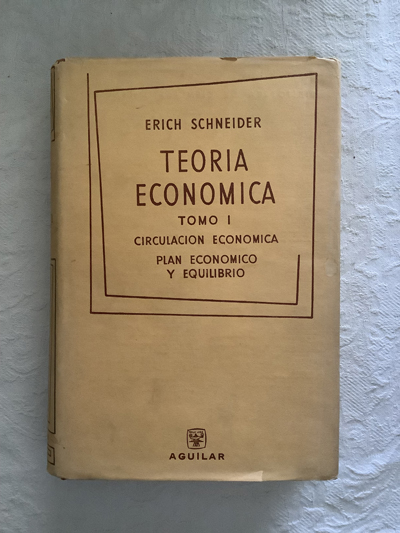 ERICH SCHNEIDER
TEORIA
ECONOMICA
TOMO I
CIRCULACION ECONOMICA
PLAN ECONOMICO
Y EQUILIBRIO
AGUILAR